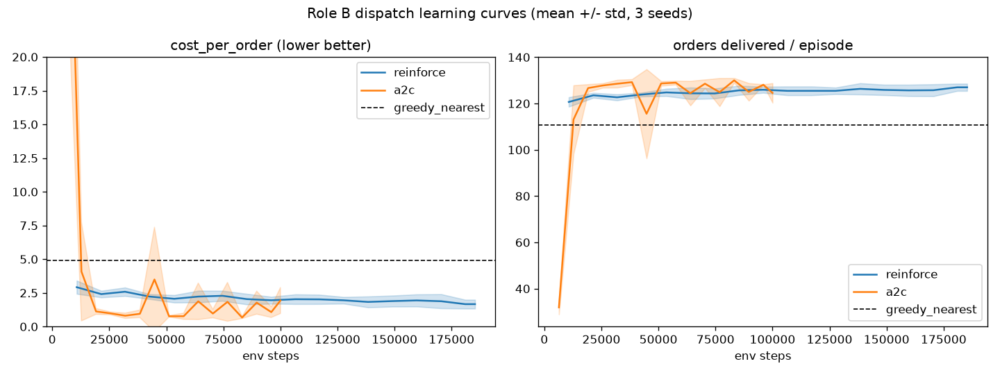 Role B dispatch learning curves (mean +/- std, 3 seeds)
cost_per_order (lower better)
20.0
17.5
15.0
12.5
10.0
7.5
5.0
2.5
0.0
reinforce
a2c
greedy_nearest
0 25000 50000 75000 100000 125000 150000 175000
env steps
orders delivered / episode
140
120
100
80
60
40
reinforce
a2c
greedy_nearest
0 25000 50000 75000 100000 125000 150000 175000
env steps